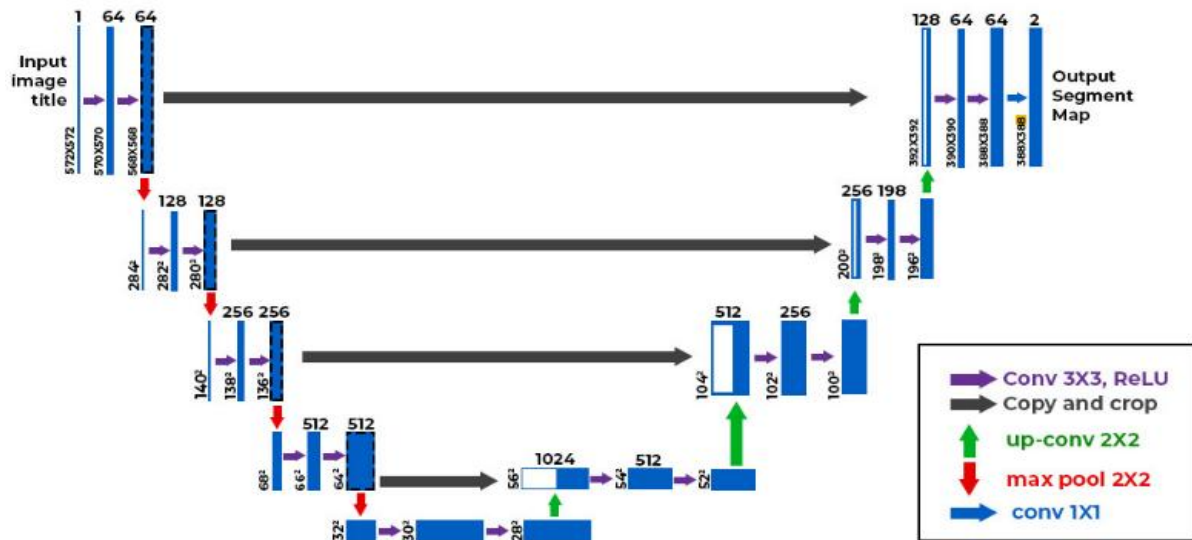 1 64 64
Input
image
title
572X572
570X570
568X568
128 64 64 2
Output
Segment
Map
392X392
390X390
388X388
388X388
128 128
284²
282²
280²
256 198
200²
198²
196²
256 256
140²
138²
136²
512 256
104²
102²
100²
512 512
68²
66²
64²
1024 512
56²
54²
52²
32²
30²
28²
Conv 3X3, ReLU
Copy and crop
up-conv 2X2
max pool 2X2
conv 1X1